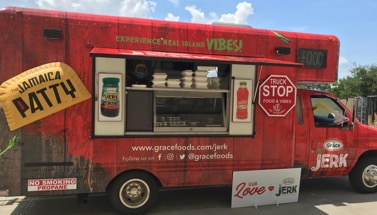 EXPERIENCE REAL ISLAND VIBES!
FOOD
JAMAICA
PATTY
TRUCK
STOP
FOOD & VIBES
www.gracefoods.com/jerk
Follow us on @gracefoods
NO SMOKING
PROPANE
Grace
JERK
Love
JERK